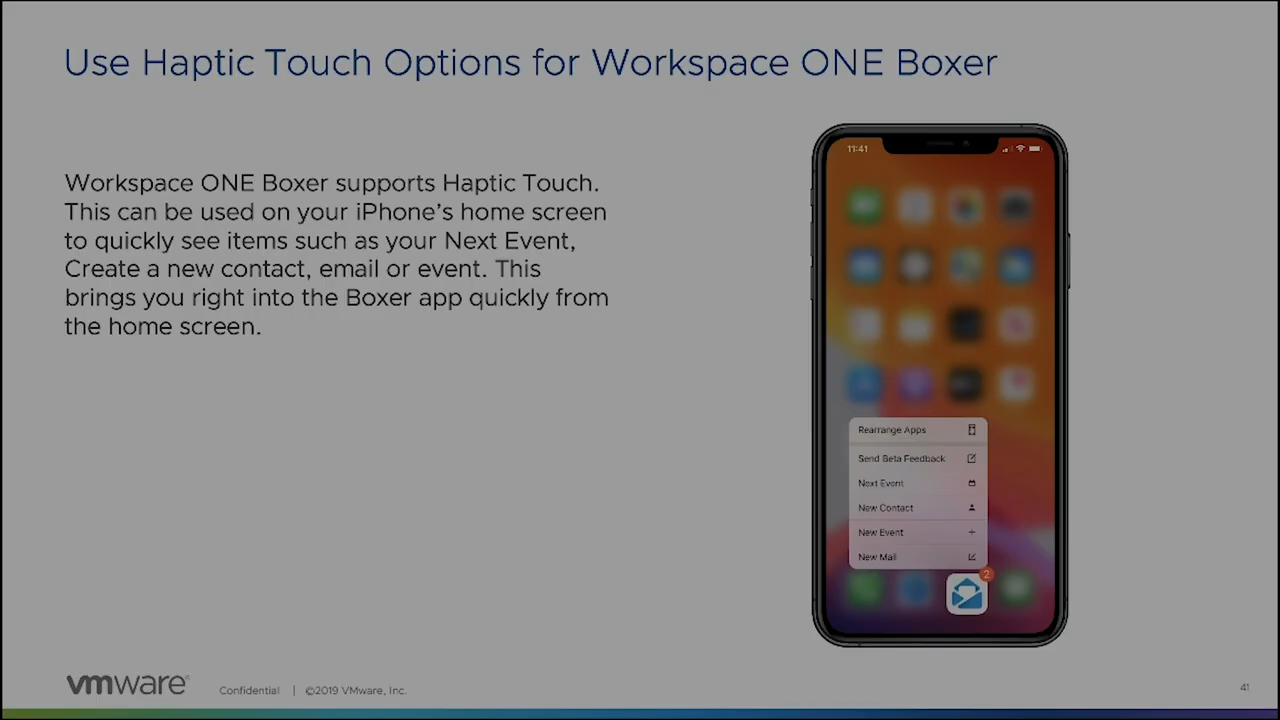 Use Haptic Touch Options for Workspace ONE Boxer
Workspace ONE Boxer supports Haptic Touch.
This can be used on your iPhone’s home screen
to quickly see items such as your Next Event,
Create a new contact, email or event. This
brings you right into the Boxer app quickly from
the home screen.
11:41
Rearrange Apps
Send Beta Feedback
Next Event
New Contact
New Event
New Mail
2
vmware®
Confidential | ©2019 VMware, Inc.
41